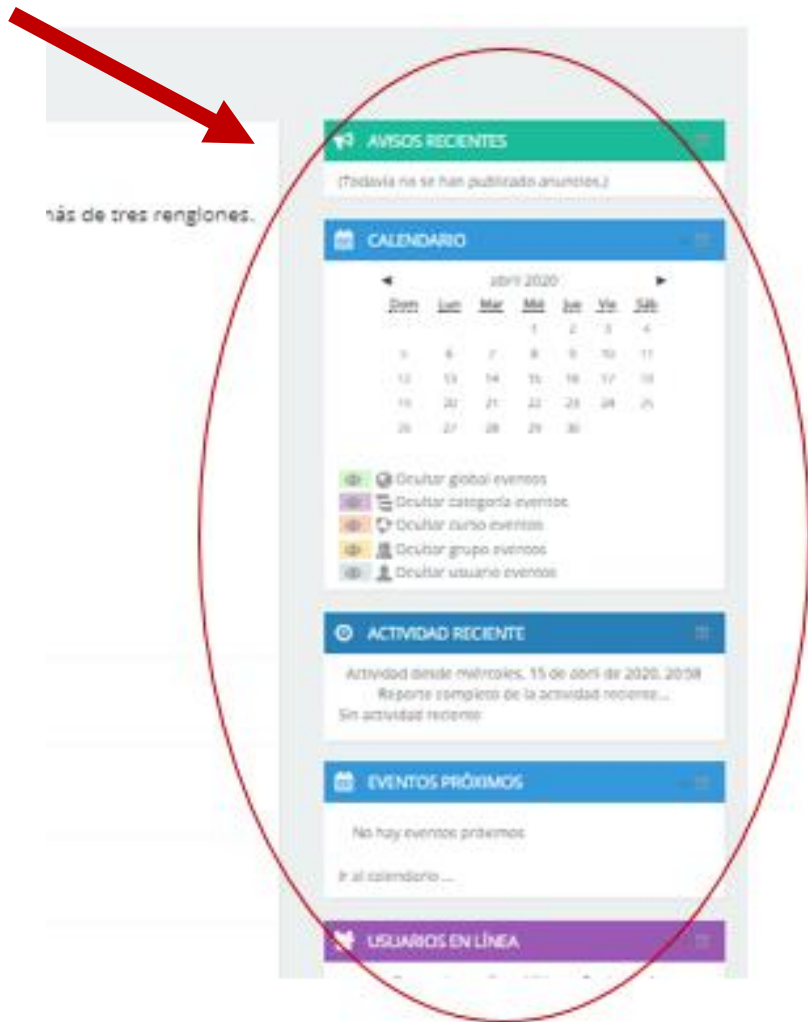 más de tres renglones.
AVISOS RECIENTES
(Todavía no se han publicado anuncios.)
CALENDARIO
◄ abril 2020 ►
Dom Lun Mar Mié Jue Vie Sáb
1 2 3 4
5 6 7 8 9 10 11
12 13 14 15 16 17 18
19 20 21 22 23 24 25
26 27 28 29 30
Ocultar global eventos
Ocultar categoría eventos
Ocultar curso eventos
Ocultar grupo eventos
Ocultar usuario eventos
ACTIVIDAD RECIENTE
Actividad desde miércoles, 15 de abril de 2020, 20:58
Reporte completo de la actividad reciente...
Sin actividad reciente
EVENTOS PRÓXIMOS
No hay eventos próximos
Ir al calendario ...
USUARIOS EN LÍNEA